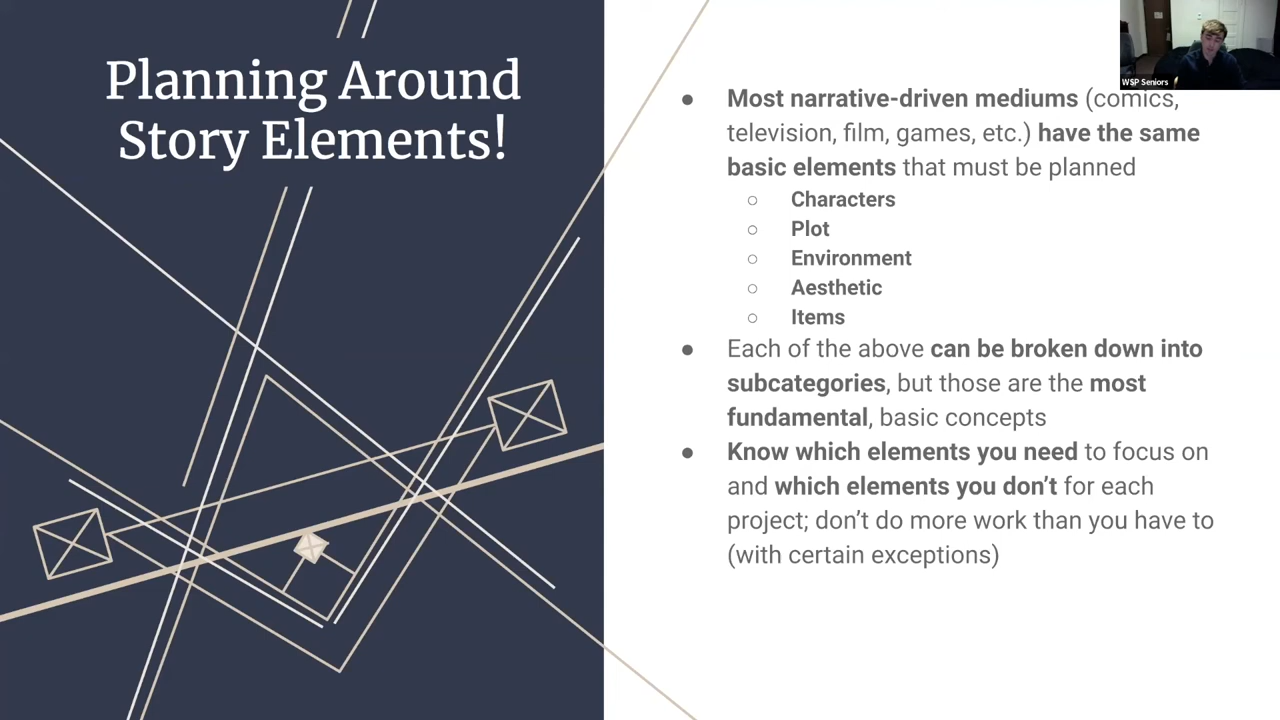 Planning Around
Story Elements!
WSP Seniors
● Most narrative-driven mediums (comics,
television, film, games, etc.) have the same
basic elements that must be planned
○ Characters
○ Plot
○ Environment
○ Aesthetic
○ Items
● Each of the above can be broken down into
subcategories, but those are the most
fundamental, basic concepts
● Know which elements you need to focus on
and which elements you don’t for each
project; don’t do more work than you have to
(with certain exceptions)